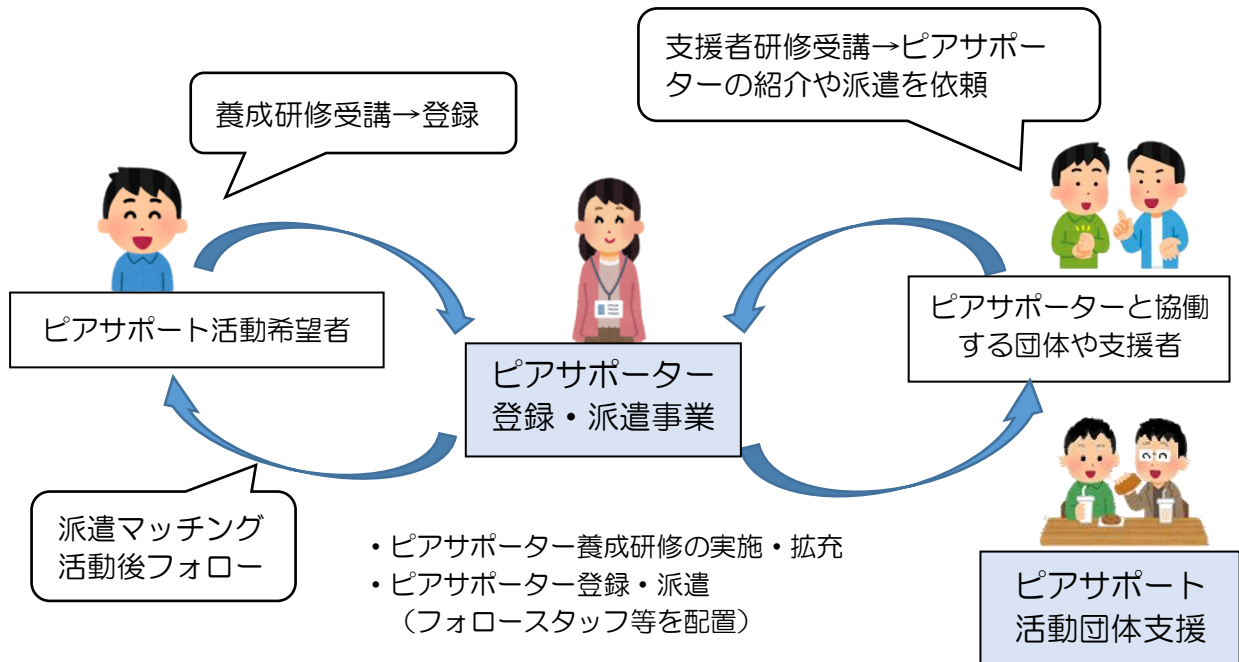 支援者研修受講→ピアサポー
ターの紹介や派遣を依頼
養成研修受講→登録
ピアサポート活動希望者
ピアサポーター
登録・派遣事業
ピアサポーターと協働
する団体や支援者
派遣マッチング
活動後フォロー
・ピアサポーター養成研修の実施・拡充
・ピアサポーター登録・派遣
（フォロースタッフ等を配置）
ピアサポート
活動団体支援